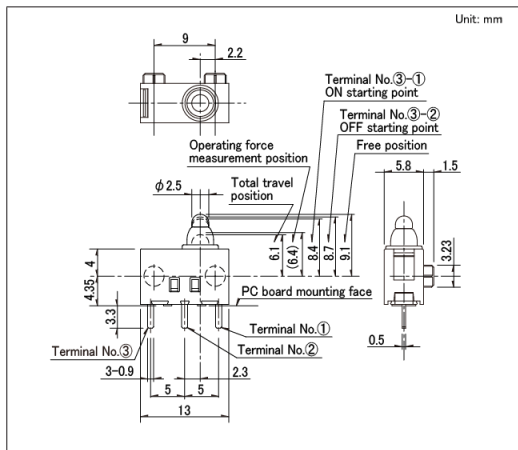 Unit: mm
9
2.2
Terminal No.③-①
ON starting point
Terminal No.③-②
OFF starting point
Operating force
measurement position
Free position
5.8
1.5
φ2.5
Total travel
position
6.1
(6.4)
8.4
8.7
9.1
3.23
4
4.35
PC board mounting face
3.3
Terminal No.①
Terminal No.③
Terminal No.②
0.5
3-0.9
2.3
5
5
13